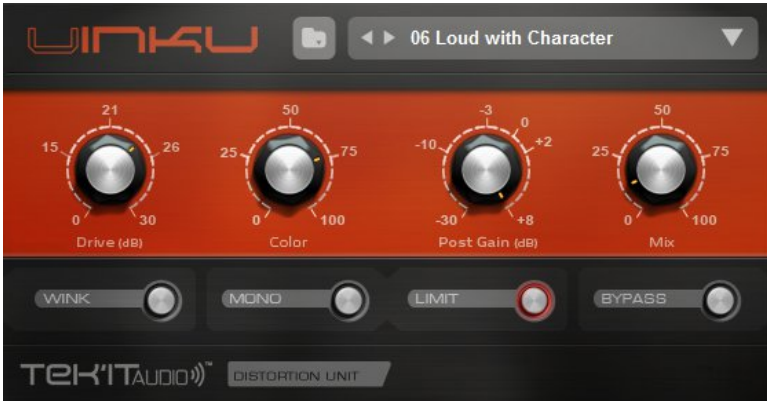 VINKU
06 Loud with Character
21 50 -3 0 50
15 26 25 75 -10 +2 25 75
0 30 0 100 -30 +8 0 100
Drive (dB) Color Post Gain (dB) Mix
WINK MONO LIMIT BYPASS
TEK'IT AUDIO™ DISTORTION UNIT